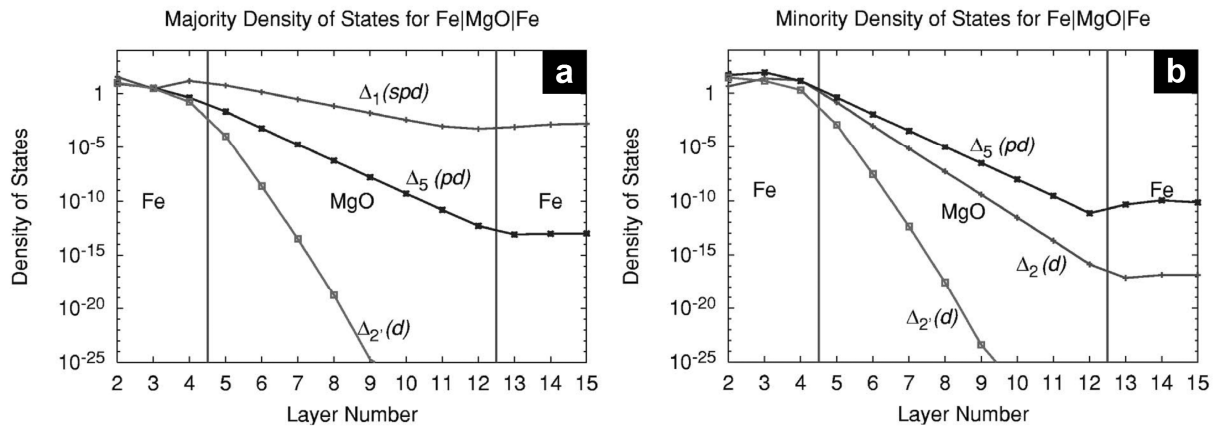 Majority Density of States for Fe|MgO|Fe
a
1
10^-5
10^-10
10^-15
10^-20
10^-25
Density of States
Δ₁(spd)
Δ₅ (pd)
Fe
MgO
Fe
Δ₂'(d)
2 3 4 5 6 7 8 9 10 11 12 13 14 15
Layer Number
Minority Density of States for Fe|MgO|Fe
b
1
10^-5
10^-10
10^-15
10^-20
10^-25
Density of States
Δ₅ (pd)
Fe
Fe
MgO
Δ₂ (d)
Δ₂'(d)
2 3 4 5 6 7 8 9 10 11 12 13 14 15
Layer Number